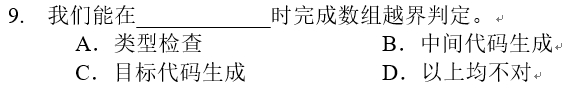 9. 我们能在____________时完成数组越界判定。
A．类型检查 B．中间代码生成
C．目标代码生成 D．以上均不对